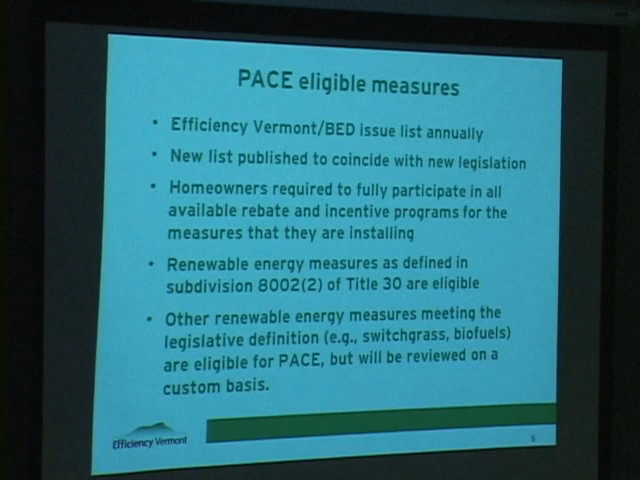 PACE eligible measures
• Efficiency Vermont/BED issue list annually
• New list published to coincide with new legislation
• Homeowners required to fully participate in all
available rebate and incentive programs for the
measures that they are installing
• Renewable energy measures as defined in
subdivision 8002(2) of Title 30 are eligible
• Other renewable energy measures meeting the
legislative definition (e.g., switchgrass, biofuels)
are eligible for PACE, but will be reviewed on a
custom basis.
Efficiency Vermont